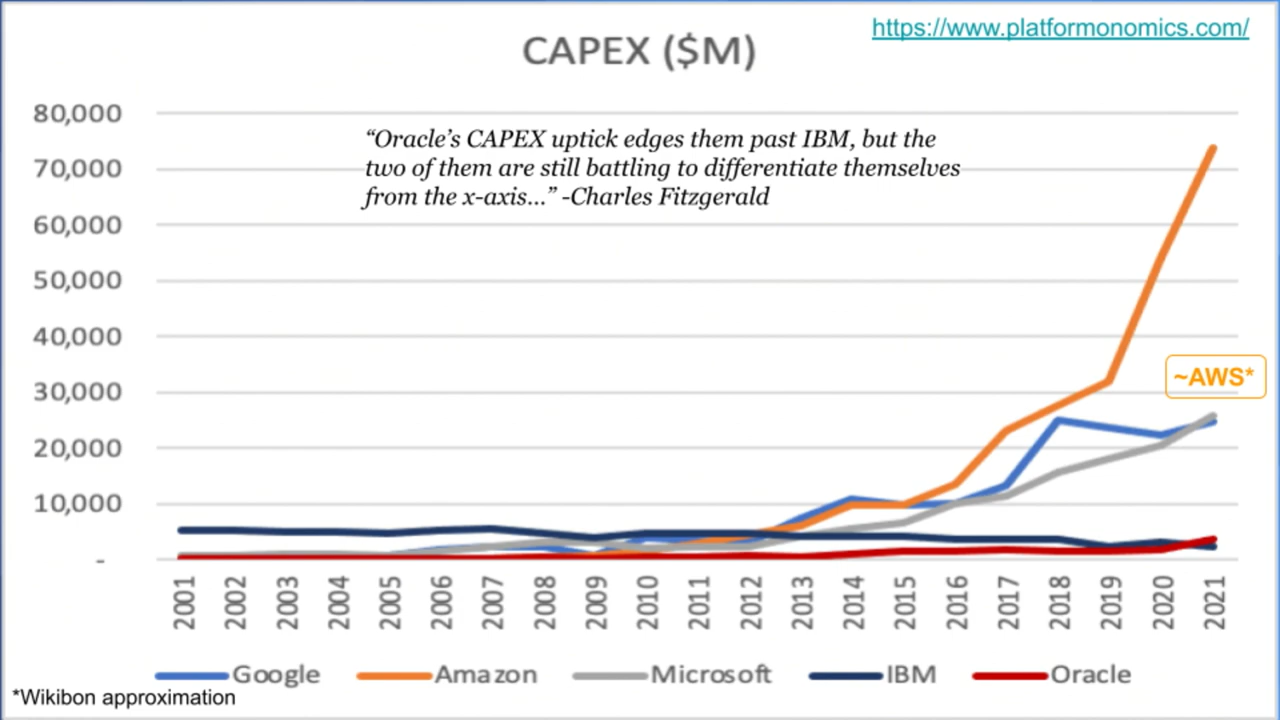 https://www.platformonomics.com/
CAPEX ($M)
80,000
70,000
60,000
50,000
40,000
30,000
20,000
10,000
-
“Oracle’s CAPEX uptick edges them past IBM, but the
two of them are still battling to differentiate themselves
from the x-axis…” -Charles Fitzgerald
~AWS*
2001 2002 2003 2004 2005 2006 2007 2008 2009 2010 2011 2012 2013 2014 2015 2016 2017 2018 2019 2020 2021
Google Amazon Microsoft IBM Oracle
*Wikibon approximation